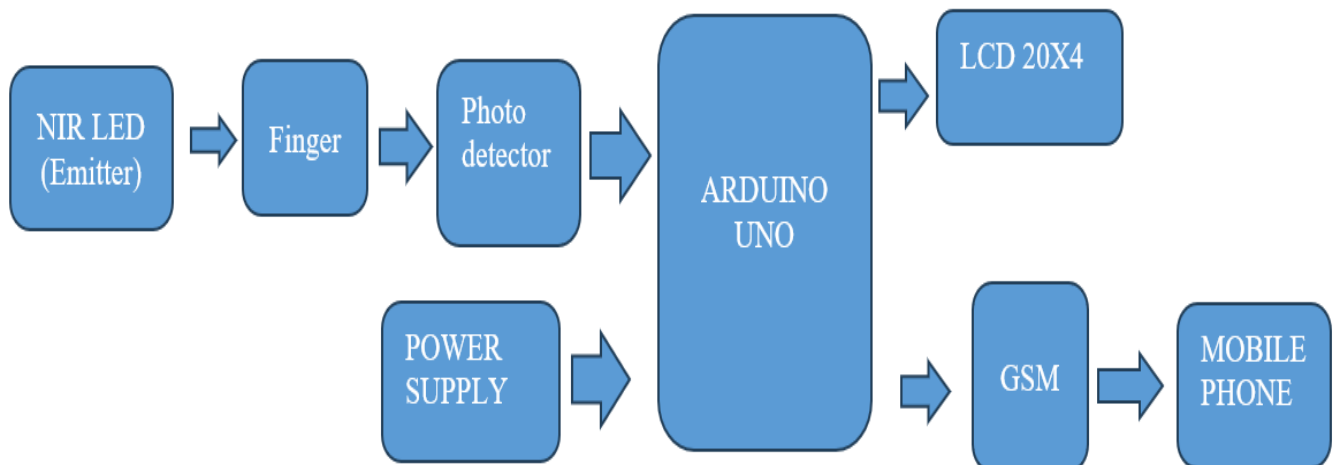 NIR LED
(Emitter)
Finger
Photo
detector
ARDUINO
UNO
LCD 20X4
POWER
SUPPLY
GSM
MOBILE
PHONE